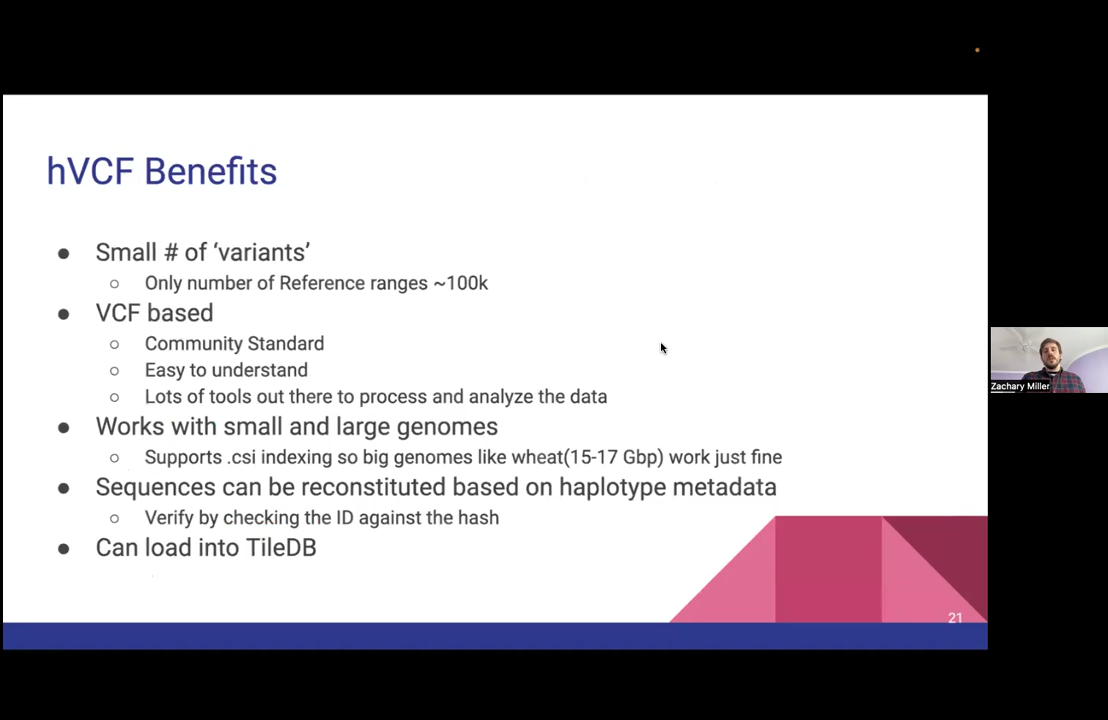 hVCF Benefits
● Small # of ‘variants’
○ Only number of Reference ranges ~100k
● VCF based
○ Community Standard
○ Easy to understand
○ Lots of tools out there to process and analyze the data
● Works with small and large genomes
○ Supports .csi indexing so big genomes like wheat(15-17 Gbp) work just fine
● Sequences can be reconstituted based on haplotype metadata
○ Verify by checking the ID against the hash
● Can load into TileDB
21
Zachary Miller